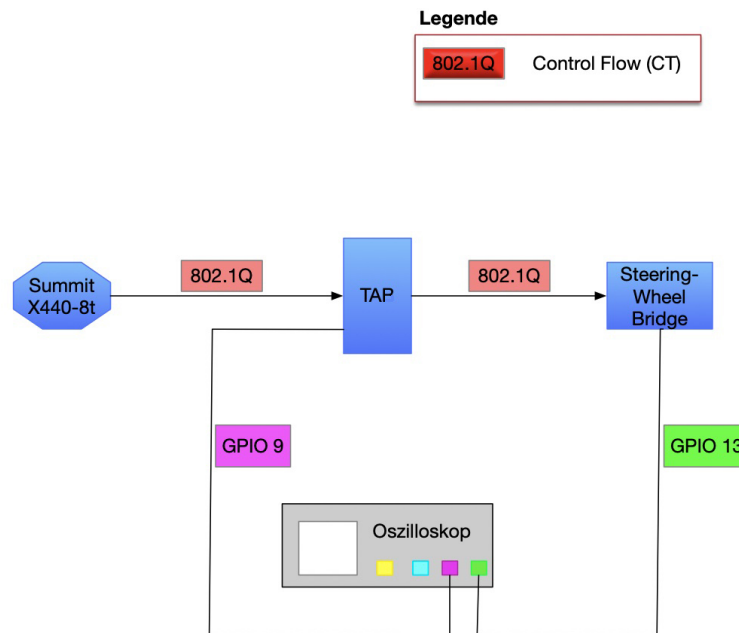 Legende
802.1Q Control Flow (CT)
802.1Q
802.1Q
Summit
X440-8t
TAP
Steering-
Wheel
Bridge
GPIO 9
GPIO 13
Oszilloskop